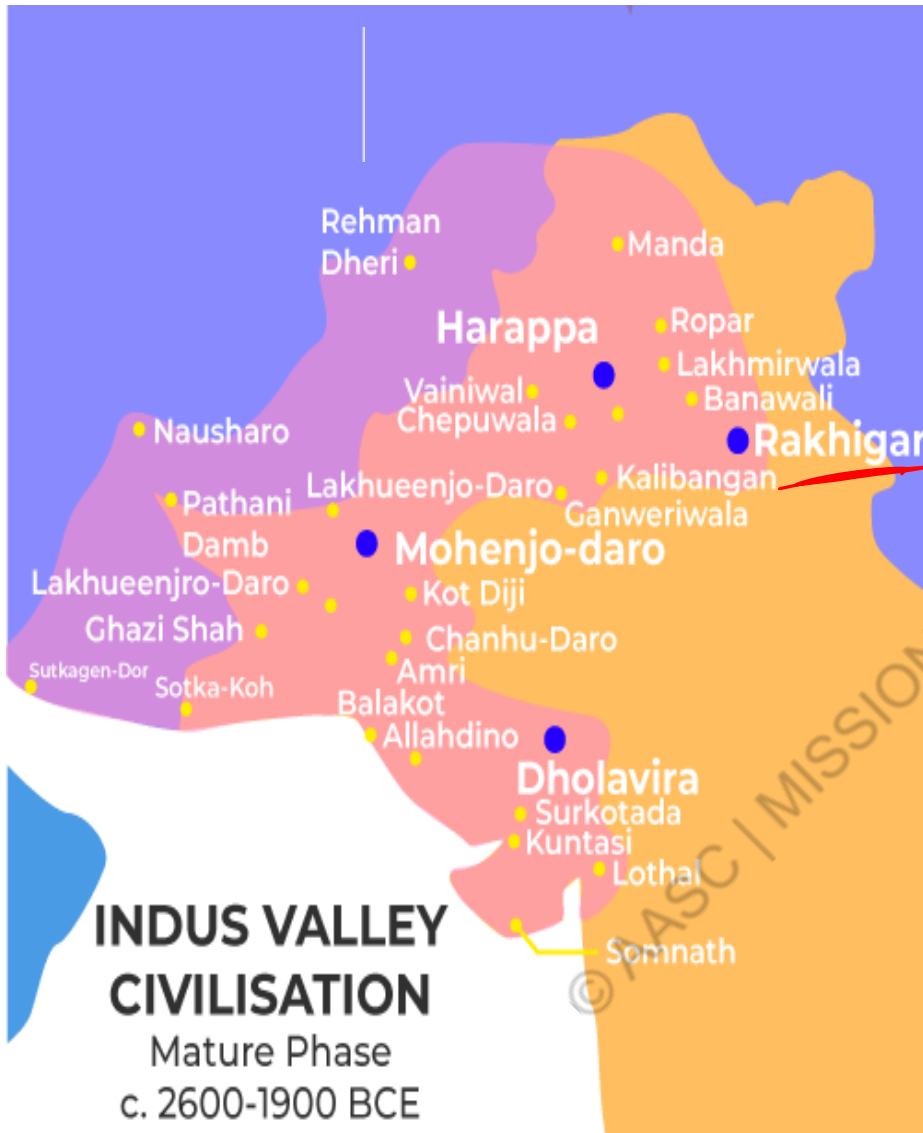 Rehman
Dheri
Manda
Harappa
Ropar
Lakhmirwala
Vainiwal
Banawali
Chepuwala
Rakhigar
Nausharo
Kalibangan
Lakhueenjo-Daro
Pathani
Damb
Ganweriwala
Mohenjo-daro
Lakhueenjro-Daro
Kot Diji
Ghazi Shah
Chanhu-Daro
Amri
Sutkagen-Dor
Sotka-Koh
Balakot
Allahdino
Dholavira
Surkotada
Kuntasi
Lothal
Somnath
INDUS VALLEY
CIVILISATION
Mature Phase
c. 2600-1900 BCE
© AASC | MISSION